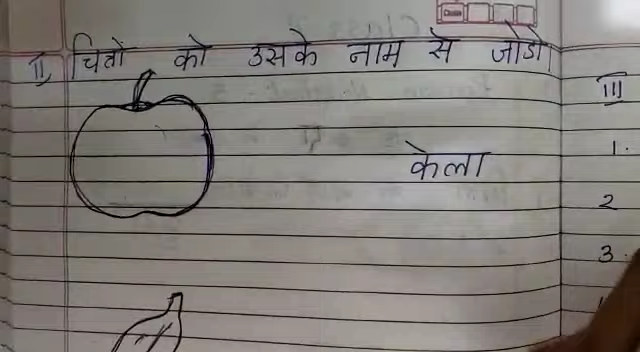 II चित्रों को उसके नाम से जोडो
केला
III
1.
2
3.